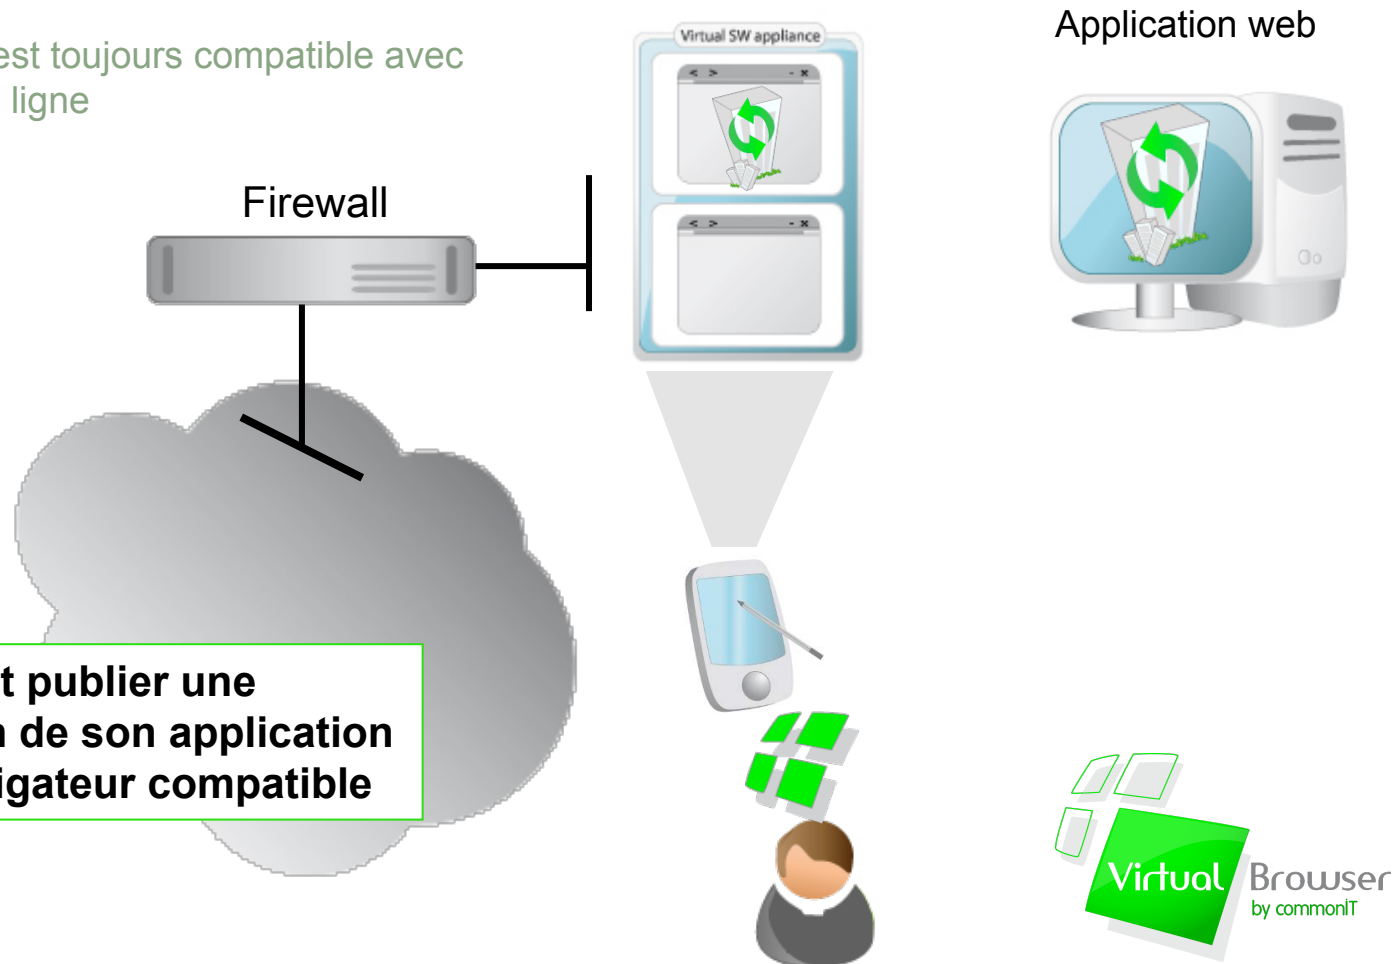 est toujours compatible avec
ligne
Virtual SW appliance
Application web
Firewall
t publier une
de son application
igateur compatible
Virtual Browser
by commonIT